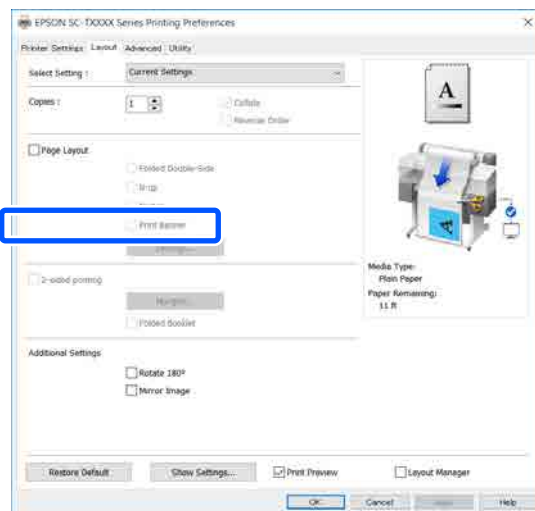 EPSON SC-TXXXX Series Printing Preferences
Printer Settings Layout Advanced Utility
Select Setting : Current Settings
Copies : 1 Collate
Reverse Order
Page Layout
Folded Double-Side
N-up
Print Banner
Settings...
2-sided printing
Margins...
Folded Booklet
Additional Settings
Rotate 180°
Mirror Image
A
Media Type:
Plain Paper
Paper Remaining:
11 ft
Restore Default Show Settings... Print Preview Layout Manager
OK Cancel Help